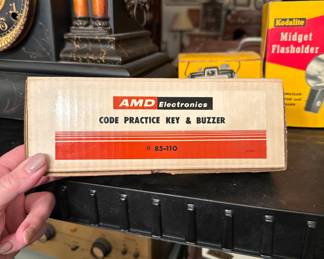 Kodalite
Midget
Flasholder
AMD Electronics
CODE PRACTICE KEY & BUZZER
85-110